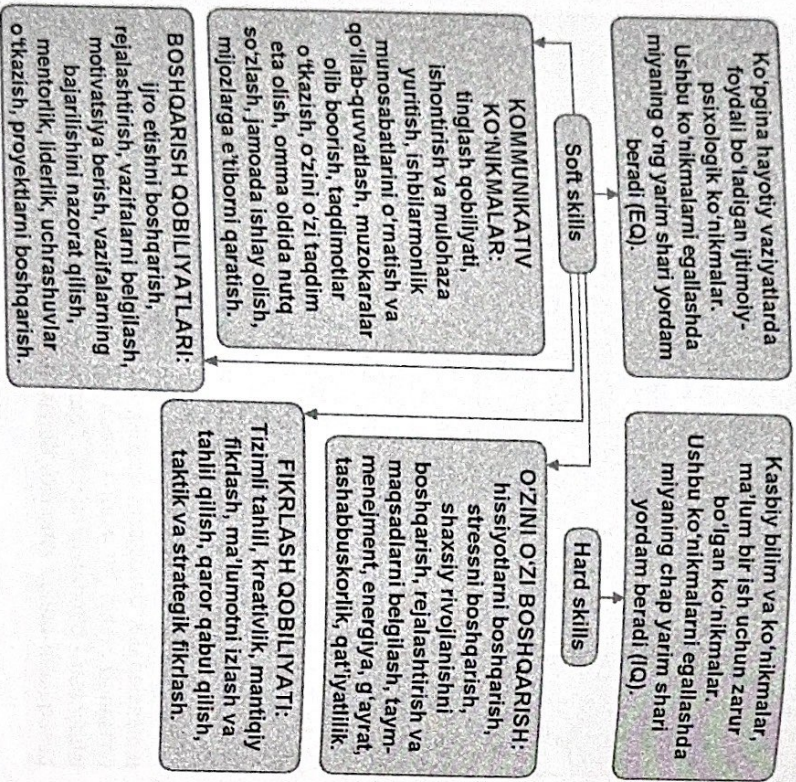 Ko'pgina hayotiy vaziyatlarda
foydali bo'ladigan ijtimoiy-
psixologik ko'nikmalar.
Ushbu ko'nikmalarni egallashda
miyaning o'ng yarim shari yordam
beradi (EQ).
Kasbiy bilim va ko'nikmalar,
ma'lum bir ish uchun zarur
bo'lgan ko'nikmalar.
Ushbu ko'nikmalarni egallashda
miyaning chap yarim shari
yordam beradi (IQ).
Soft skills
Hard skills
KOMMUNIKATIV
KO'NIKMALAR:
tinglash qobiliyati,
ishontirish va mulohaza
yuritish, ishbilarmonlik
munosabatlarini o'rnatish va
qo'llab-quvvatlash, muzokaralar
olib boorish, taqdimotlar
o'tkazish, o'zini o'zi taqdim
eta olish, omma oldida nutq
so'zlash, jamoada ishlay olish,
mijozlarga e'tiborni qaratish.
O'ZINI O'ZI BOSHQARISH:
hissiyotlarni boshqarish,
stressni boshqarish,
shaxsiy rivojlanishni
boshqarish, rejalashtirish va
maqsadlarni belgilash, taym-
menejment, energiya, g'ayrat,
tashabbuskorlik, qat'iyatlilik.
BOSHQARISH QOBILIYATLARI:
ijro etishni boshqarish,
rejalashtirish, vazifalarni belgilash,
motivatsiya berish, vazifalarning
bajarilishini nazorat qilish,
mentorlik, liderlik, uchrashuvlar
o'tkazish, proyektlarni boshqarish.
FIKRLASH QOBILIYATI:
Tizimli tahlil, kreativlik, mantiqiy
fikrlash, ma'lumotni izlash va
tahlil qilish, qaror qabul qilish,
taktik va strategik fikrlash.